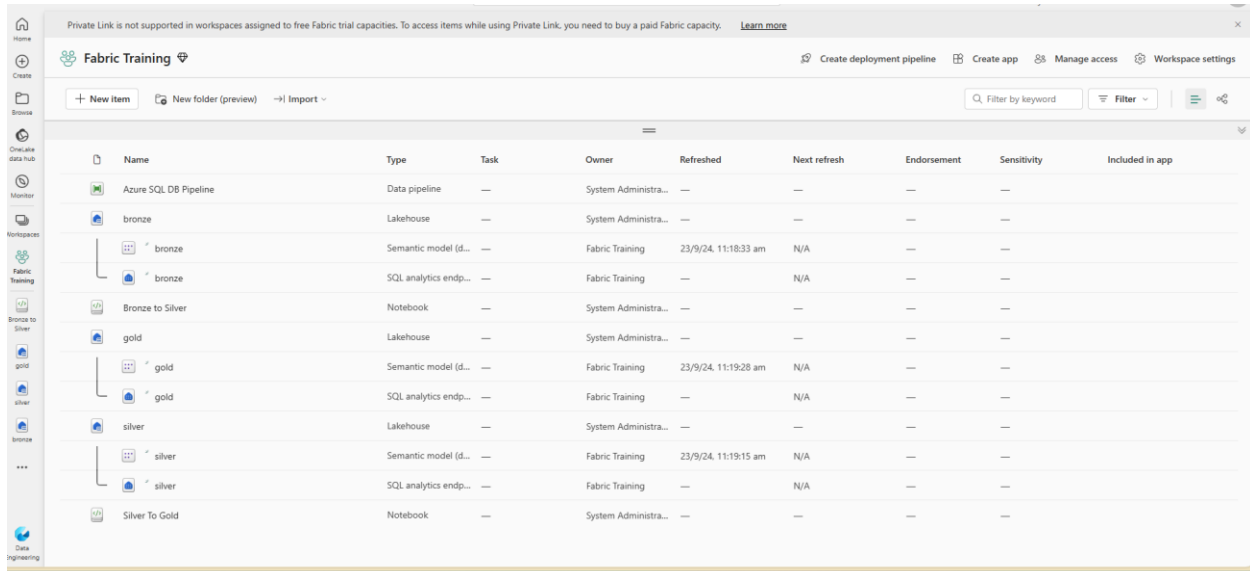 Private Link is not supported in workspaces assigned to free Fabric trial capacities. To access items while using Private Link, you need to buy a paid Fabric capacity. Learn more
Home
Fabric Training
Create deployment pipeline Create app Manage access Workspace settings
Create
New item New folder (preview) Import Filter by keyword Filter
Browse
OneLake
data hub
Name Type Task Owner Refreshed Next refresh Endorsement Sensitivity Included in app
Monitor
Azure SQL DB Pipeline Data pipeline — System Administra... — — — —
Workspaces
bronze Lakehouse — System Administra... — — — —
bronze Semantic model (d... — Fabric Training 23/9/24, 11:18:33 am N/A — —
Fabric
Training
bronze SQL analytics endp... — Fabric Training — N/A — —
Bronze to Silver Notebook — System Administra... — — — —
Bronze to
Silver
gold Lakehouse — System Administra... — — — —
gold
gold Semantic model (d... — Fabric Training 23/9/24, 11:19:28 am N/A — —
gold SQL analytics endp... — Fabric Training — N/A — —
silver
silver Lakehouse — System Administra... — — — —
bronze
silver Semantic model (d... — Fabric Training 23/9/24, 11:19:15 am N/A — —
silver SQL analytics endp... — Fabric Training — N/A — —
Silver To Gold Notebook — System Administra... — — — —
Data
Engineering